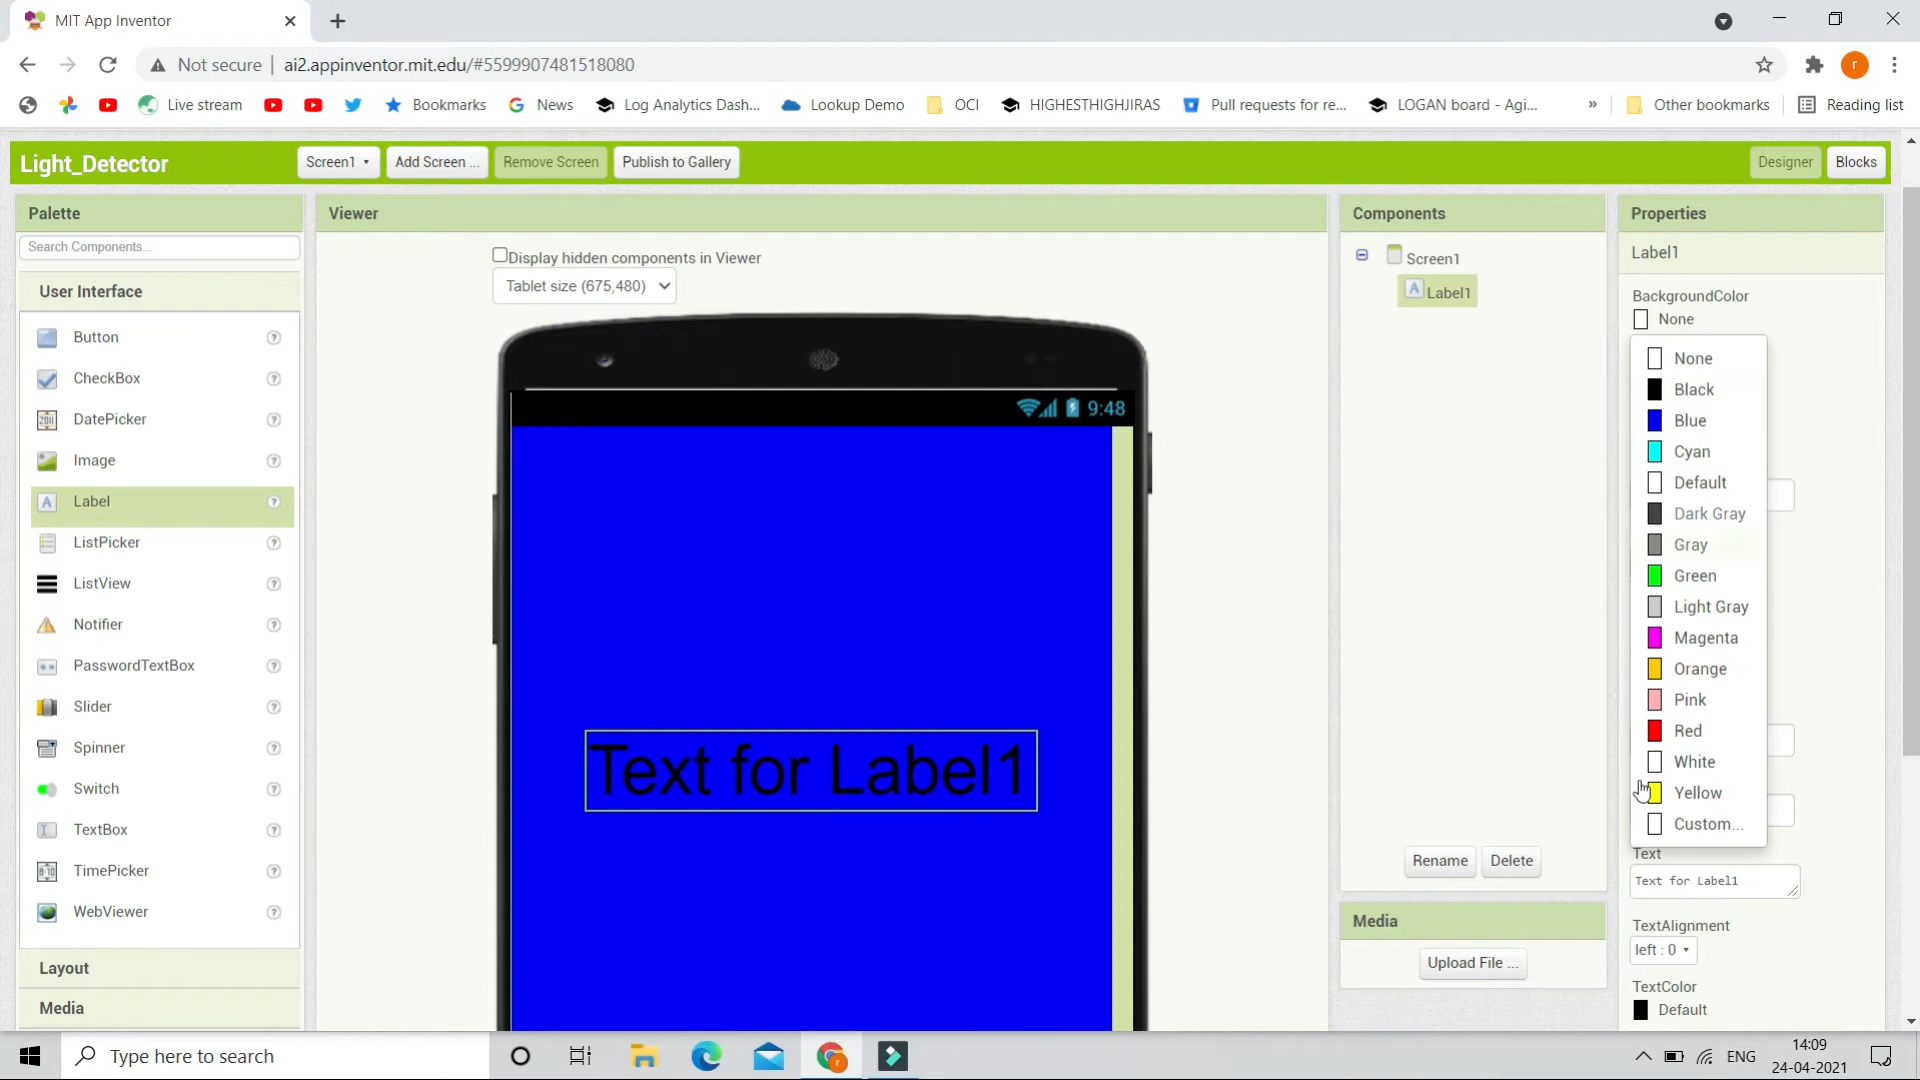 MIT App Inventor
Not secure
ai2.appinventor.mit.edu/#5599907481518080
r
Live stream
Bookmarks
News
Log Analytics Dash...
Lookup Demo
OCI
HIGHESTHIGHJIRAS
Pull requests for re...
LOGAN board - Agi...
»
Other bookmarks
Reading list
Light_Detector
Screen1
Add Screen ...
Remove Screen
Publish to Gallery
Designer
Blocks
Palette
Search Components...
User Interface
Button
CheckBox
DatePicker
Image
Label
ListPicker
ListView
Notifier
PasswordTextBox
Slider
Spinner
Switch
TextBox
TimePicker
WebViewer
Layout
Media
Viewer
Display hidden components in Viewer
Tablet size (675,480)
9:48
Text for Label1
Components
Screen1
Label1
Rename
Delete
Media
Upload File ...
Properties
Label1
BackgroundColor
None
None
Black
Blue
Cyan
Default
Dark Gray
Gray
Green
Light Gray
Magenta
Orange
Pink
Red
White
Yellow
Custom...
Text
Text for Label1
TextAlignment
left : 0
TextColor
Default
Type here to search
ENG
14:09
24-04-2021